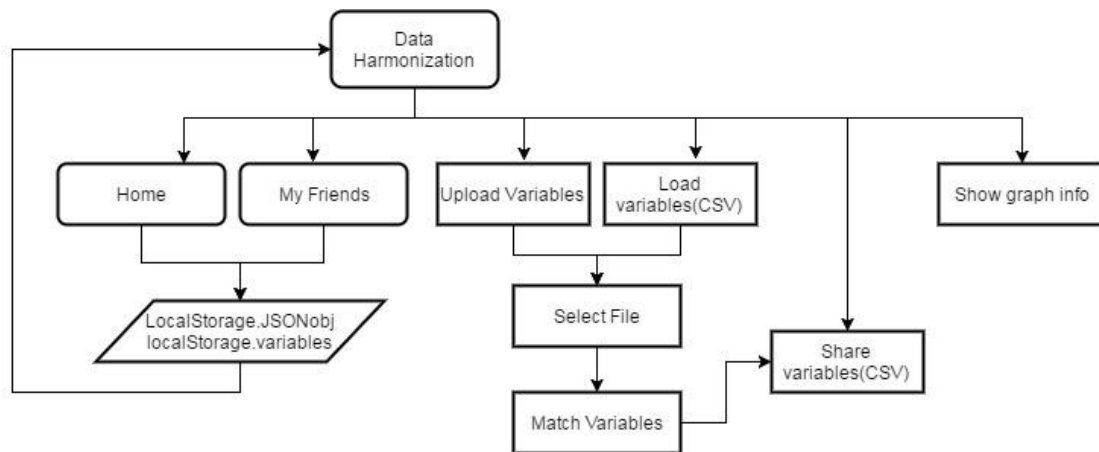 Data
Harmonization
Home
My Friends
Upload Variables
Load
variables(CSV)
Show graph info
LocalStorage.JSONobj
localStorage.variables
Select File
Share
variables(CSV)
Match Variables